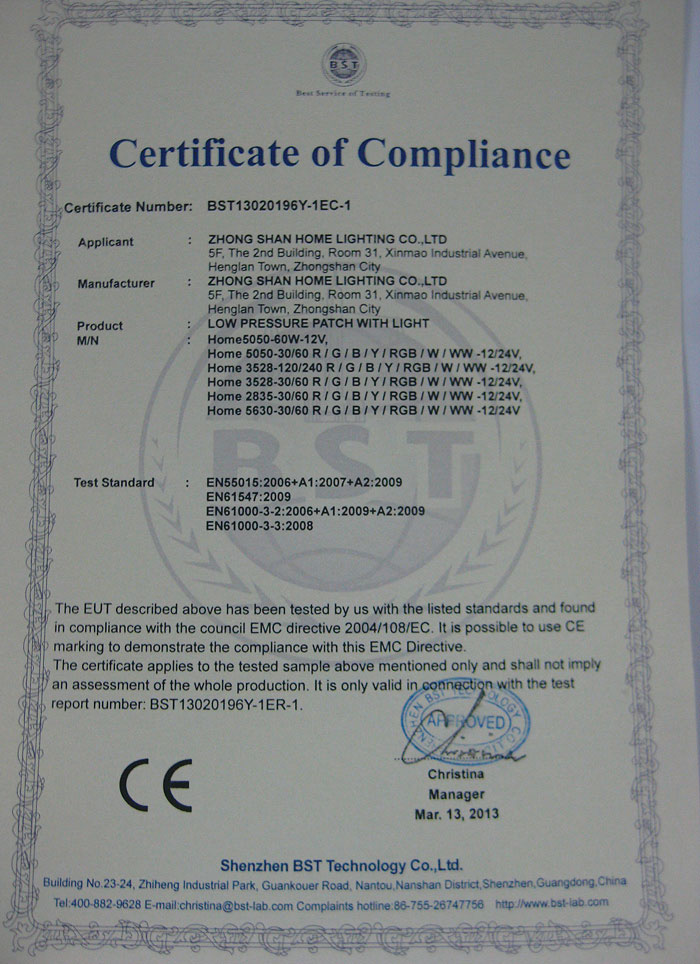 BST
Best Service of Testing
Certificate of Compliance
Certificate Number: BST13020196Y-1EC-1
Applicant : ZHONG SHAN HOME LIGHTING CO.,LTD
5F, The 2nd Building, Room 31, Xinmao Industrial Avenue,
Henglan Town, Zhongshan City
Manufacturer : ZHONG SHAN HOME LIGHTING CO.,LTD
5F, The 2nd Building, Room 31, Xinmao Industrial Avenue,
Henglan Town, Zhongshan City
Product : LOW PRESSURE PATCH WITH LIGHT
M/N : Home5050-60W-12V,
Home 5050-30/60 R / G / B / Y / RGB / W / WW -12/24V,
Home 3528-120/240 R / G / B / Y / RGB / W / WW -12/24V,
Home 3528-30/60 R / G / B / Y / RGB / W / WW -12/24V,
Home 2835-30/60 R / G / B / Y / RGB / W / WW -12/24V,
Home 5630-30/60 R / G / B / Y / RGB / W / WW -12/24V
BST
Test Standard : EN55015:2006+A1:2007+A2:2009
EN61547:2009
EN61000-3-2:2006+A1:2009+A2:2009
EN61000-3-3:2008
The EUT described above has been tested by us with the listed standards and found
in compliance with the council EMC directive 2004/108/EC. It is possible to use CE
marking to demonstrate the compliance with this EMC Directive.
The certificate applies to the tested sample above mentioned only and shall not imply
an assessment of the whole production. It is only valid in connection with the test
report number: BST13020196Y-1ER-1.
SHENZHEN BST TECHNOLOGY CO.,LTD
APPROVED
Christina
CE
Christina
Manager
Mar. 13, 2013
Shenzhen BST Technology Co.,Ltd.
Building No.23-24, Zhiheng Industrial Park, Guankouer Road, Nantou,Nanshan District,Shenzhen,Guangdong,China
Tel:400-882-9628 E-mail:christina@bst-lab.com Complaints hotline:86-755-26747756 http://www.bst-lab.com